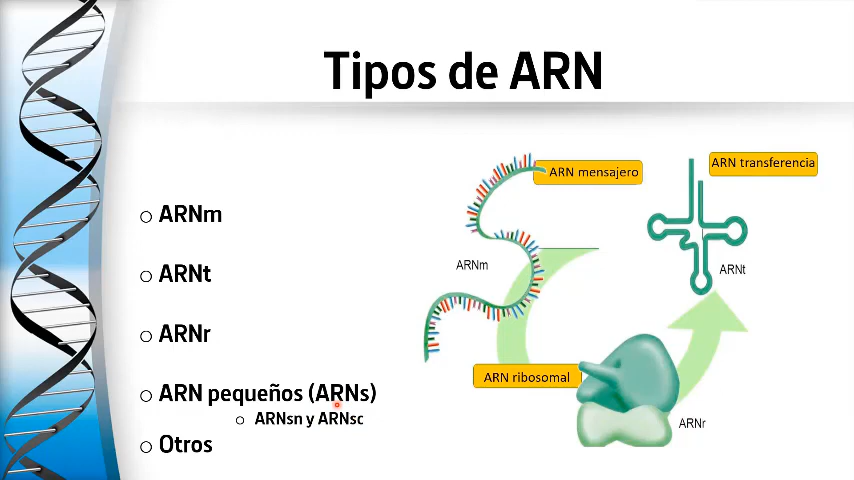 Tipos de ARN
ARNm
ARNt
ARNr
ARN pequeños (ARNs)
ARNsn y ARNsc
Otros
ARN mensajero
ARN transferencia
ARNm
ARNt
ARN ribosomal
ARNr